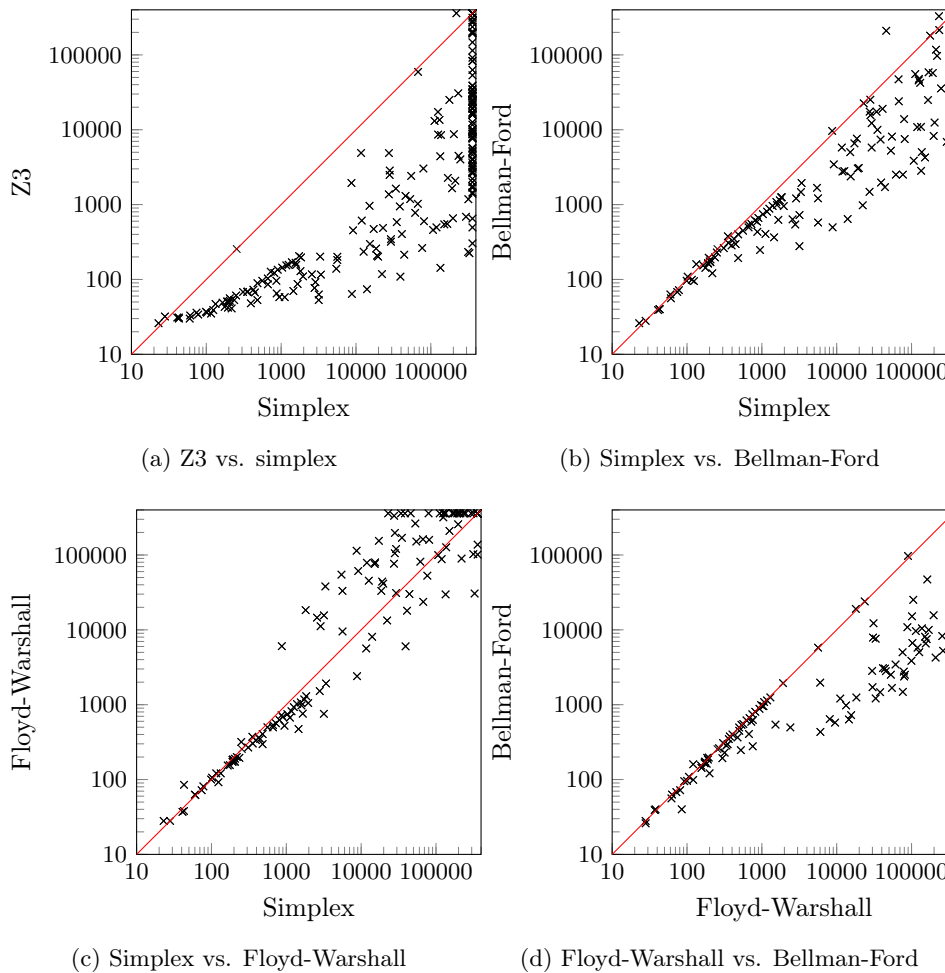 100000
10000
1000
100
10
Z3
10 100 1000 10000 100000
Simplex
(a) Z3 vs. simplex
100000
10000
1000
100
10
Bellman-Ford
10 100 1000 10000 100000
Simplex
(b) Simplex vs. Bellman-Ford
100000
10000
1000
100
10
Floyd-Warshall
10 100 1000 10000 100000
Simplex
(c) Simplex vs. Floyd-Warshall
100000
10000
1000
100
10
Bellman-Ford
10 100 1000 10000 100000
Floyd-Warshall
(d) Floyd-Warshall vs. Bellman-Ford